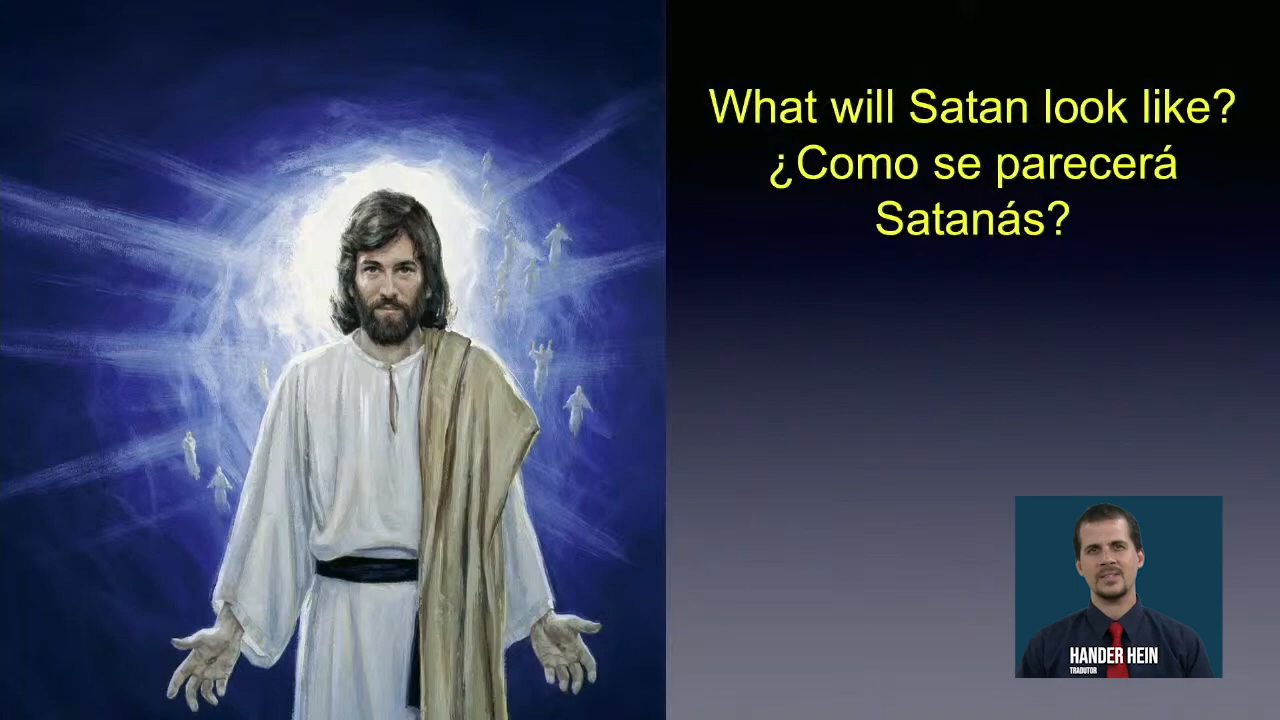 What will Satan look like?
¿Como se parecerá
Satanás?
HANDER HEIN
TRADUTOR